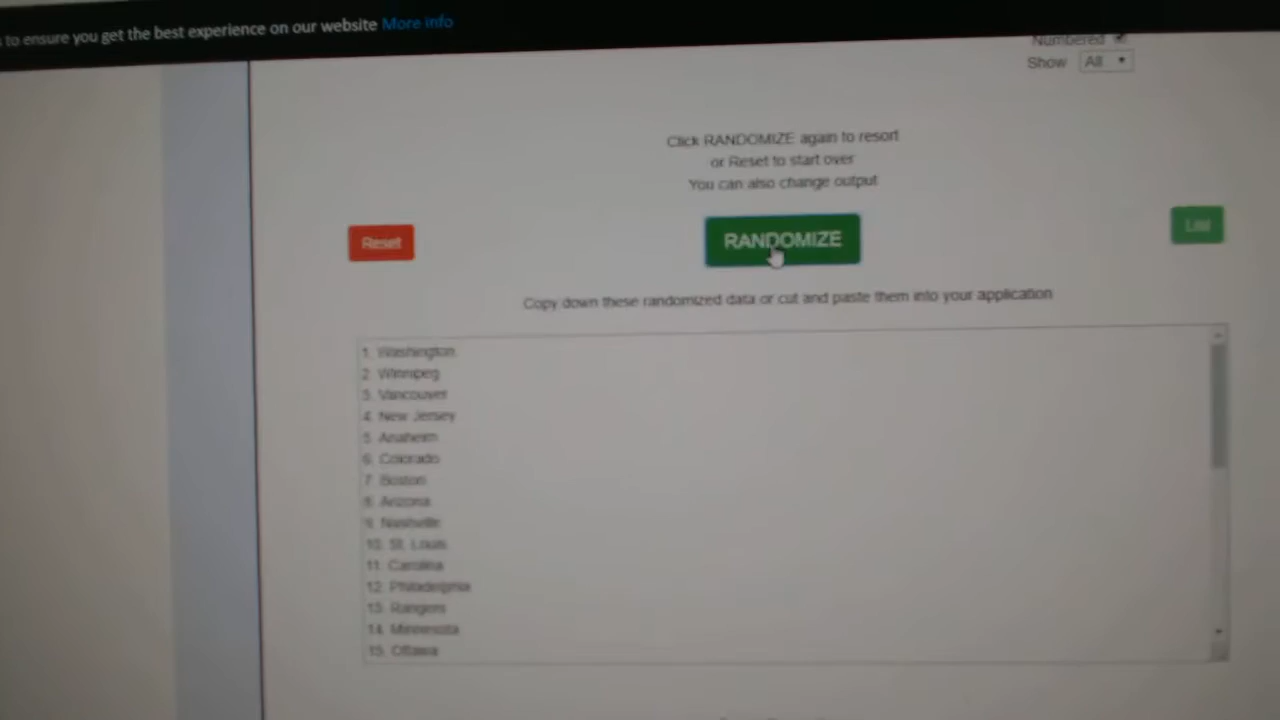 s to ensure you get the best experience on our website More info
Numbered
Show All
Click RANDOMIZE again to resort
or Reset to start over
You can also change output
Reset
RANDOMIZE
List
Copy down these randomized data or cut and paste them into your application
1. Washington
2. Winnipeg
3. Vancouver
4. New Jersey
5. Anaheim
6. Colorado
7. Boston
8. Arizona
9. Nashville
10. St. Louis
11. Carolina
12. Philadelphia
13. Rangers
14. Minnesota
15. Ottawa